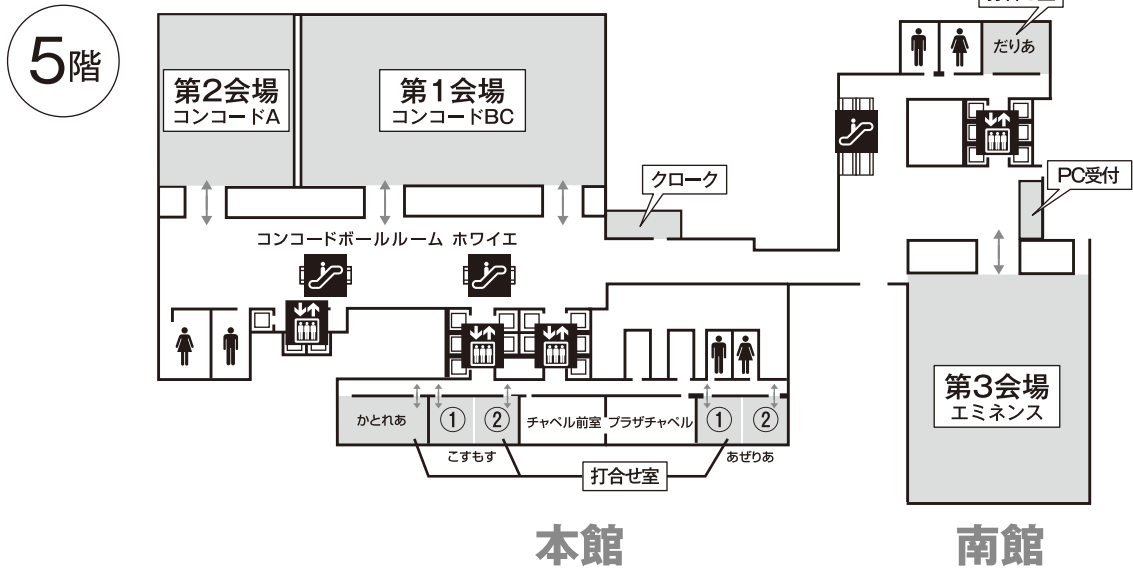 5階
第2会場
コンコードA
第1会場
コンコードBC
だりあ
クローク
PC受付
コンコードボールルーム ホワイエ
第3会場
エミネンス
かとれあ
①
②
チャペル前室
プラザチャペル
①
②
こすもす
あぜりあ
打合せ室
本館
南館